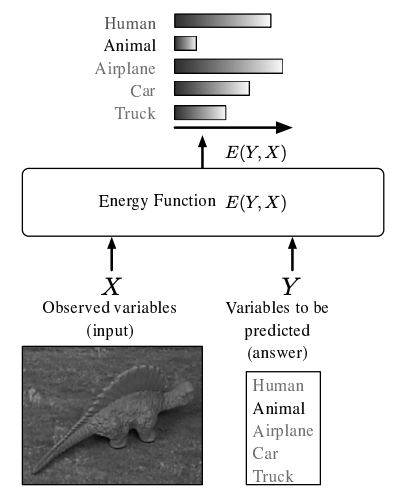 Human
Animal
Airplane
Car
Truck
E(Y, X)
Energy Function E(Y, X)
X
Observed variables
(input)
Y
Variables to be
predicted
(answer)
Human
Animal
Airplane
Car
Truck